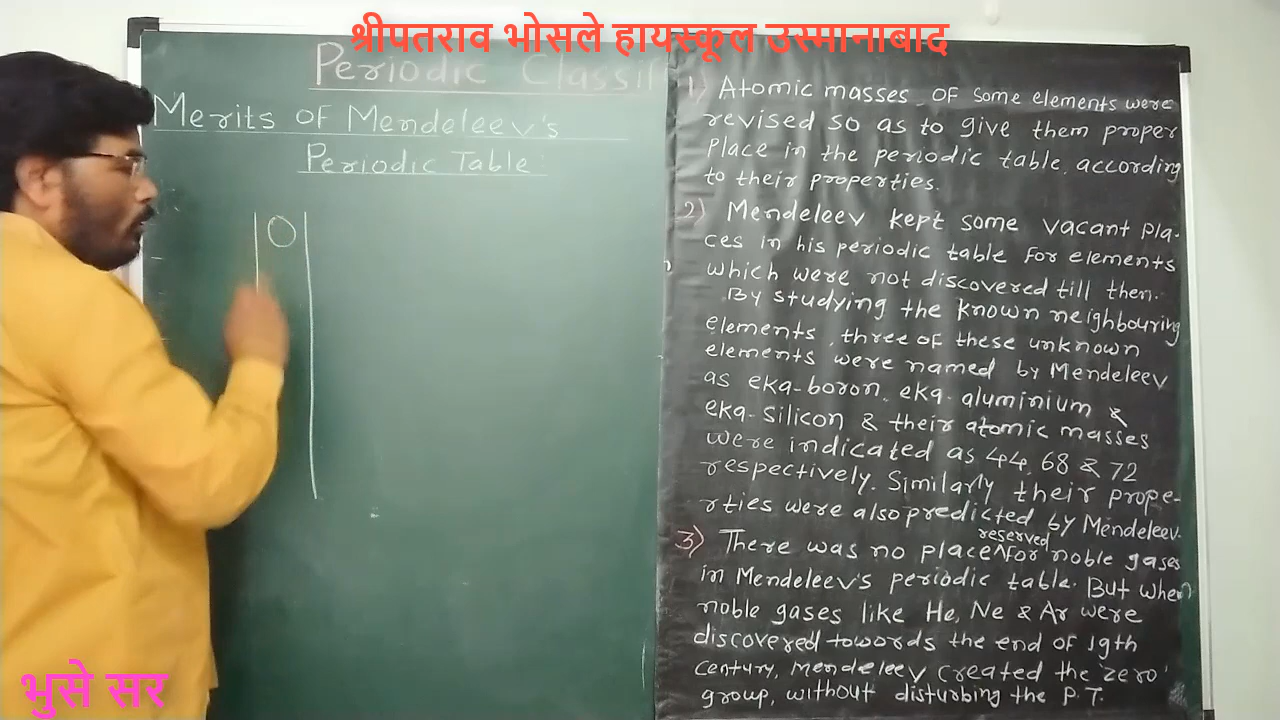 श्रीपतराव भोसले हायस्कूल उस्मानाबाद
Periodic Classif
Merits of Mendeleev's
Periodic Table:
0
1) Atomic masses of some elements were
revised so as to give them proper
place in the periodic table according
to their properties.
2) Mendeleev kept some vacant pla-
ces in his periodic table for elements
which were not discovered till then.
By studying the known neighbouring
elements, three of these unknown
elements were named by Mendeleev
as eka-boron, eka-aluminium &
eka-silicon & their atomic masses
were indicated as 44, 68 & 72
respectively. Similarly their prope-
rties were also predicted by Mendeleev.
3) There was no place ^reserved for noble gases
in Mendeleev's periodic table. But when
noble gases like He, Ne & Ar were
discovered towords the end of 19th
century, mendeleev created the 'zero'
group, without disturbing the P.T.
भुसे सर